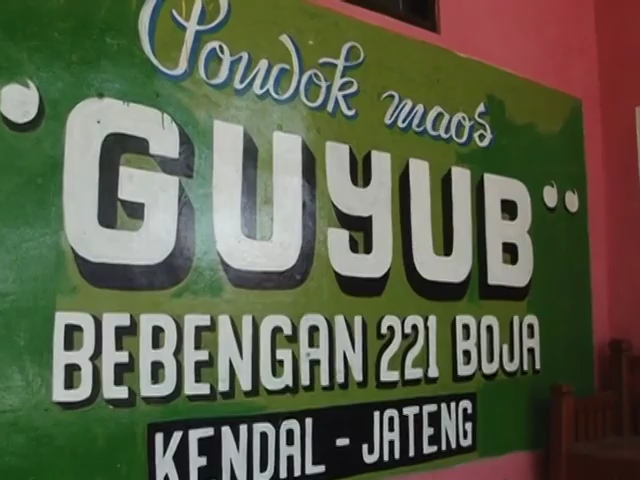 Pondok maos
"GUYUB"
BEBENGAN 221 BOJA
KENDAL - JATENG